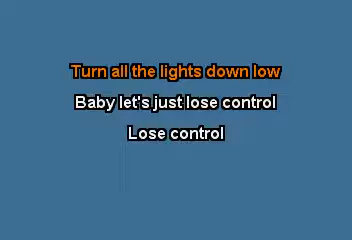 Turn all the lights down low
Baby let's just lose control
Lose control